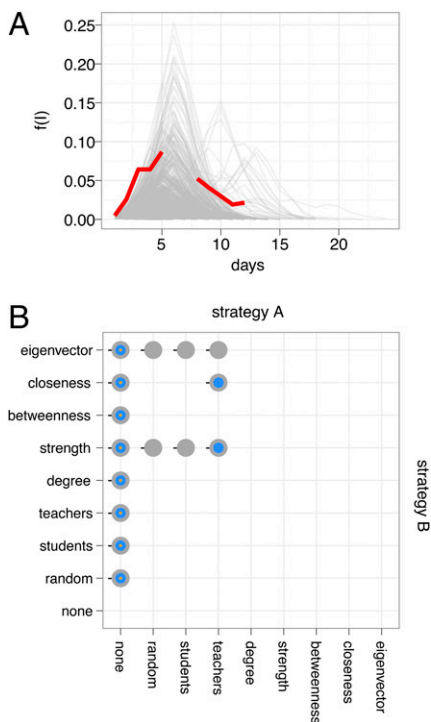 A
0.25
0.20
0.15
0.10
0.05
0.00
f(I)
5
10
15
20
days
B
strategy A
eigenvector
closeness
betweenness
strength
degree
teachers
students
random
none
strategy B
none
random
students
teachers
degree
strength
betweenness
closeness
eigenvector